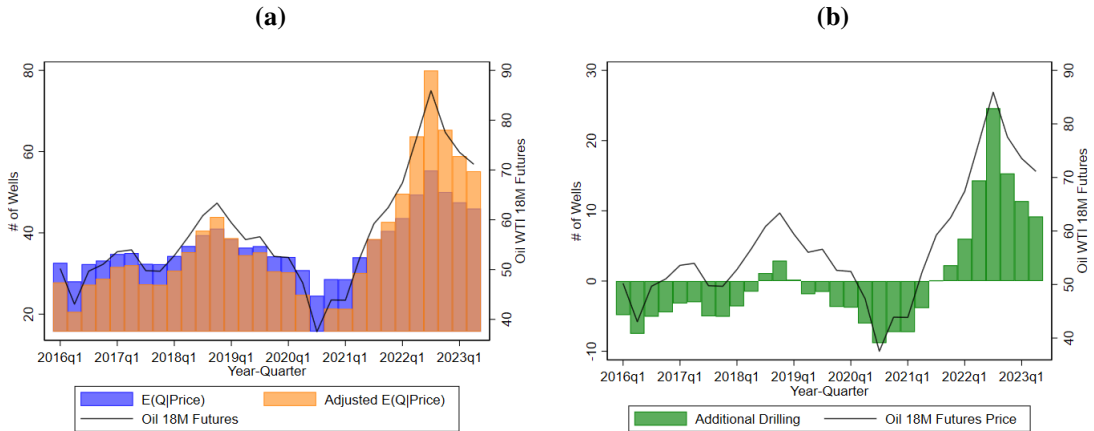 (a)
80
60
40
20
# of Wells
90
80
70
60
50
40
Oil WTI 18M Futures
2016q1 2017q1 2018q1 2019q1 2020q1 2021q1 2022q1 2023q1
Year-Quarter
E(Q|Price) Adjusted E(Q|Price)
Oil 18M Futures
(b)
30
20
10
0
-10
# of Wells
90
80
70
60
50
40
Oil WTI 18M Futures
2016q1 2017q1 2018q1 2019q1 2020q1 2021q1 2022q1 2023q1
Year-Quarter
Additional Drilling Oil 18M Futures Price